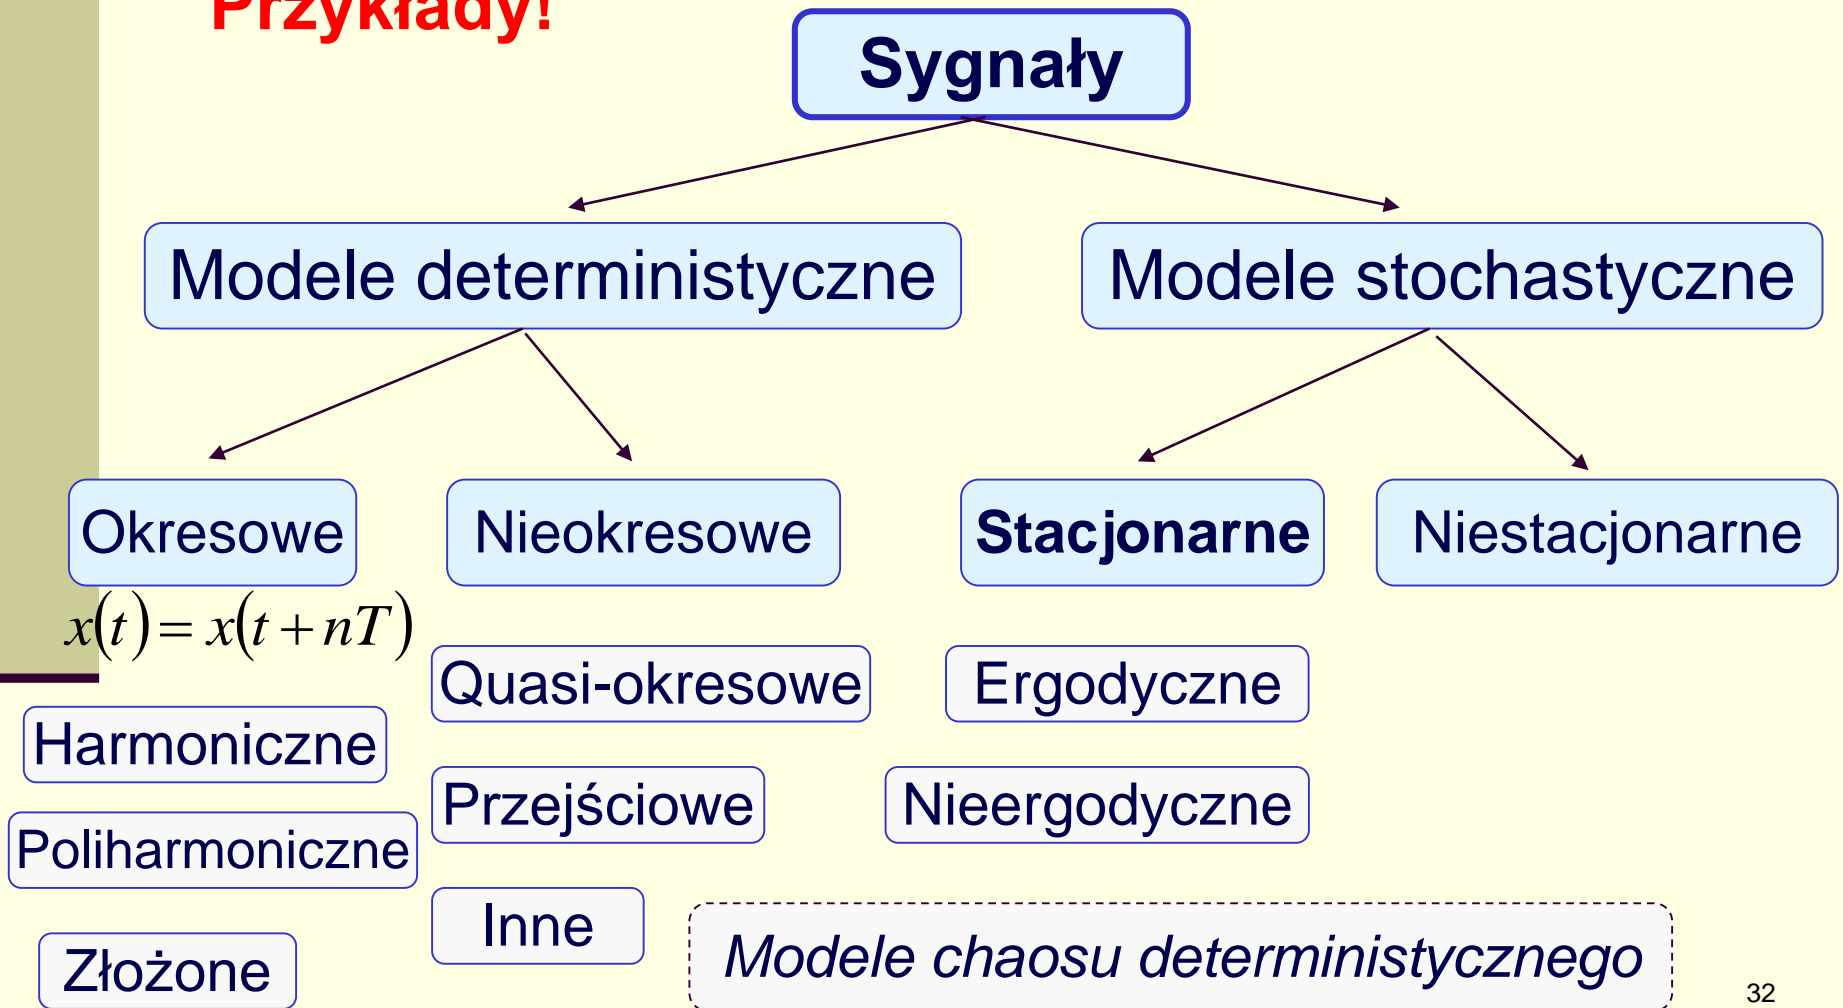 Przykłady!
Sygnały
Modele deterministyczne
Modele stochastyczne
Okresowe
Nieokresowe
Stacjonarne
Niestacjonarne
x(t) = x(t + nT)
Quasi-okresowe
Ergodyczne
Harmoniczne
Przejściowe
Nieergodyczne
Poliharmoniczne
Inne
Modele chaosu deterministycznego
Złożone
32